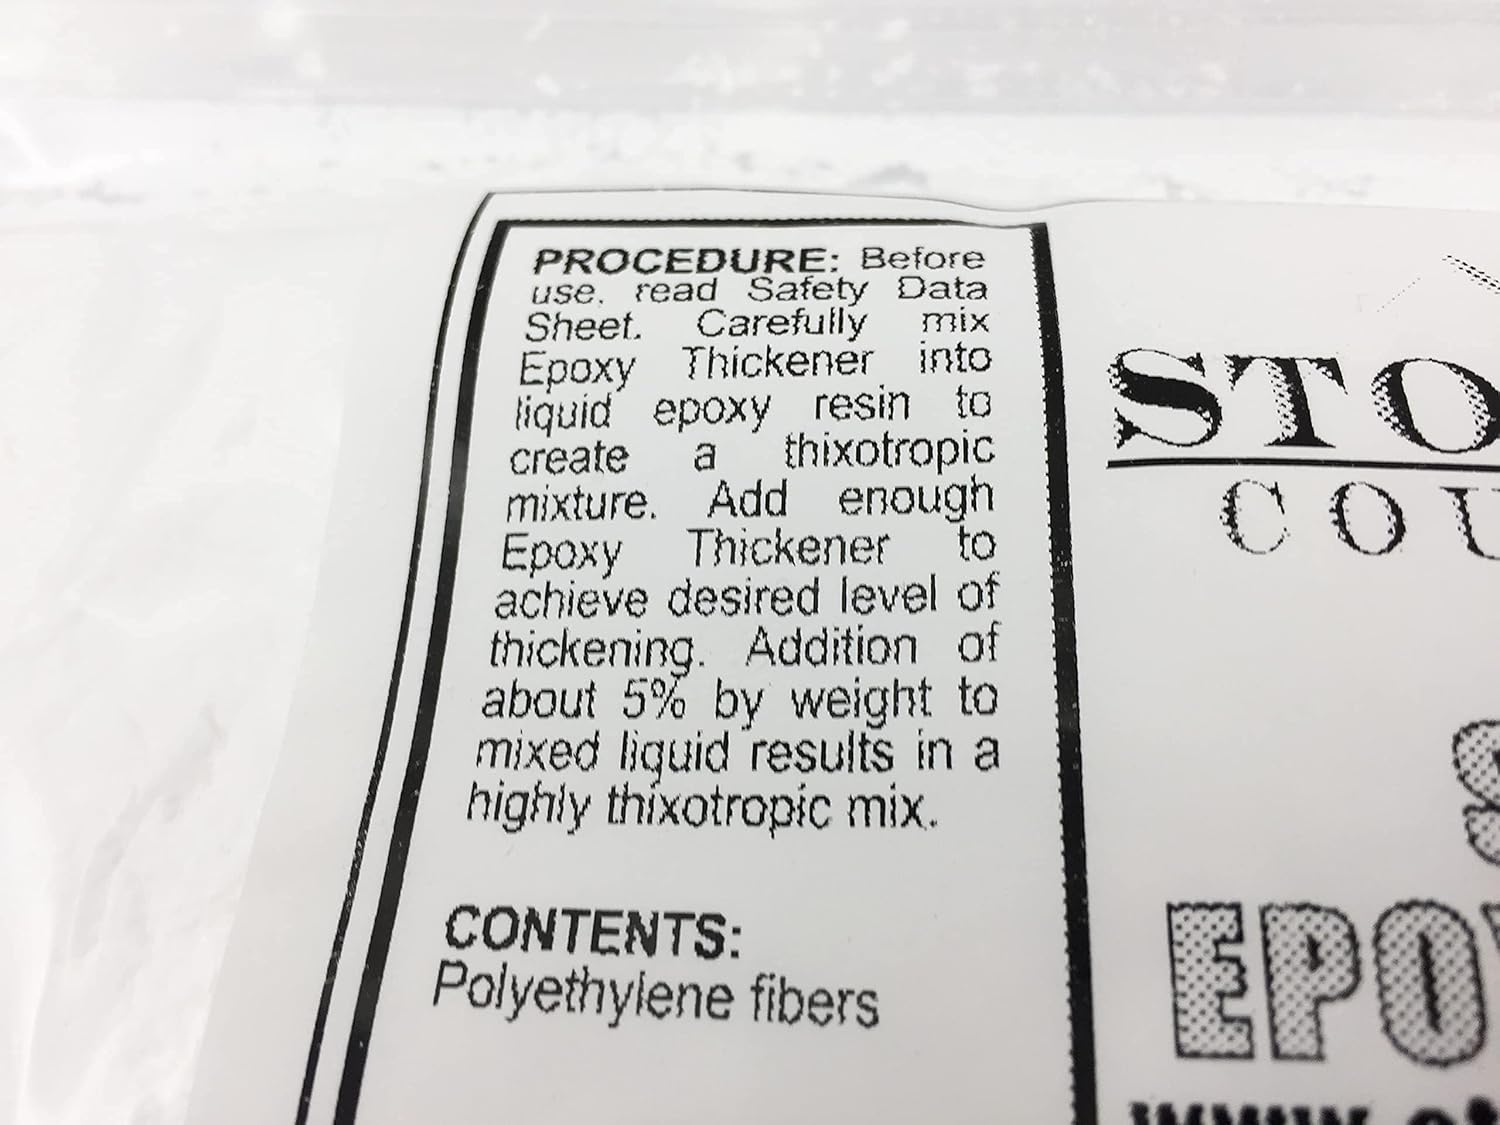 PROCEDURE: Before
use, read Safety Data
Sheet. Carefully mix
Epoxy Thickener into
liquid epoxy resin to
create a thixotropic
mixture. Add enough
Epoxy Thickener to
achieve desired level of
thickening. Addition of
about 5% by weight to
mixed liquid results in a
highly thixotropic mix.
CONTENTS:
Polyethylene fibers
STO
COU
S
EPO